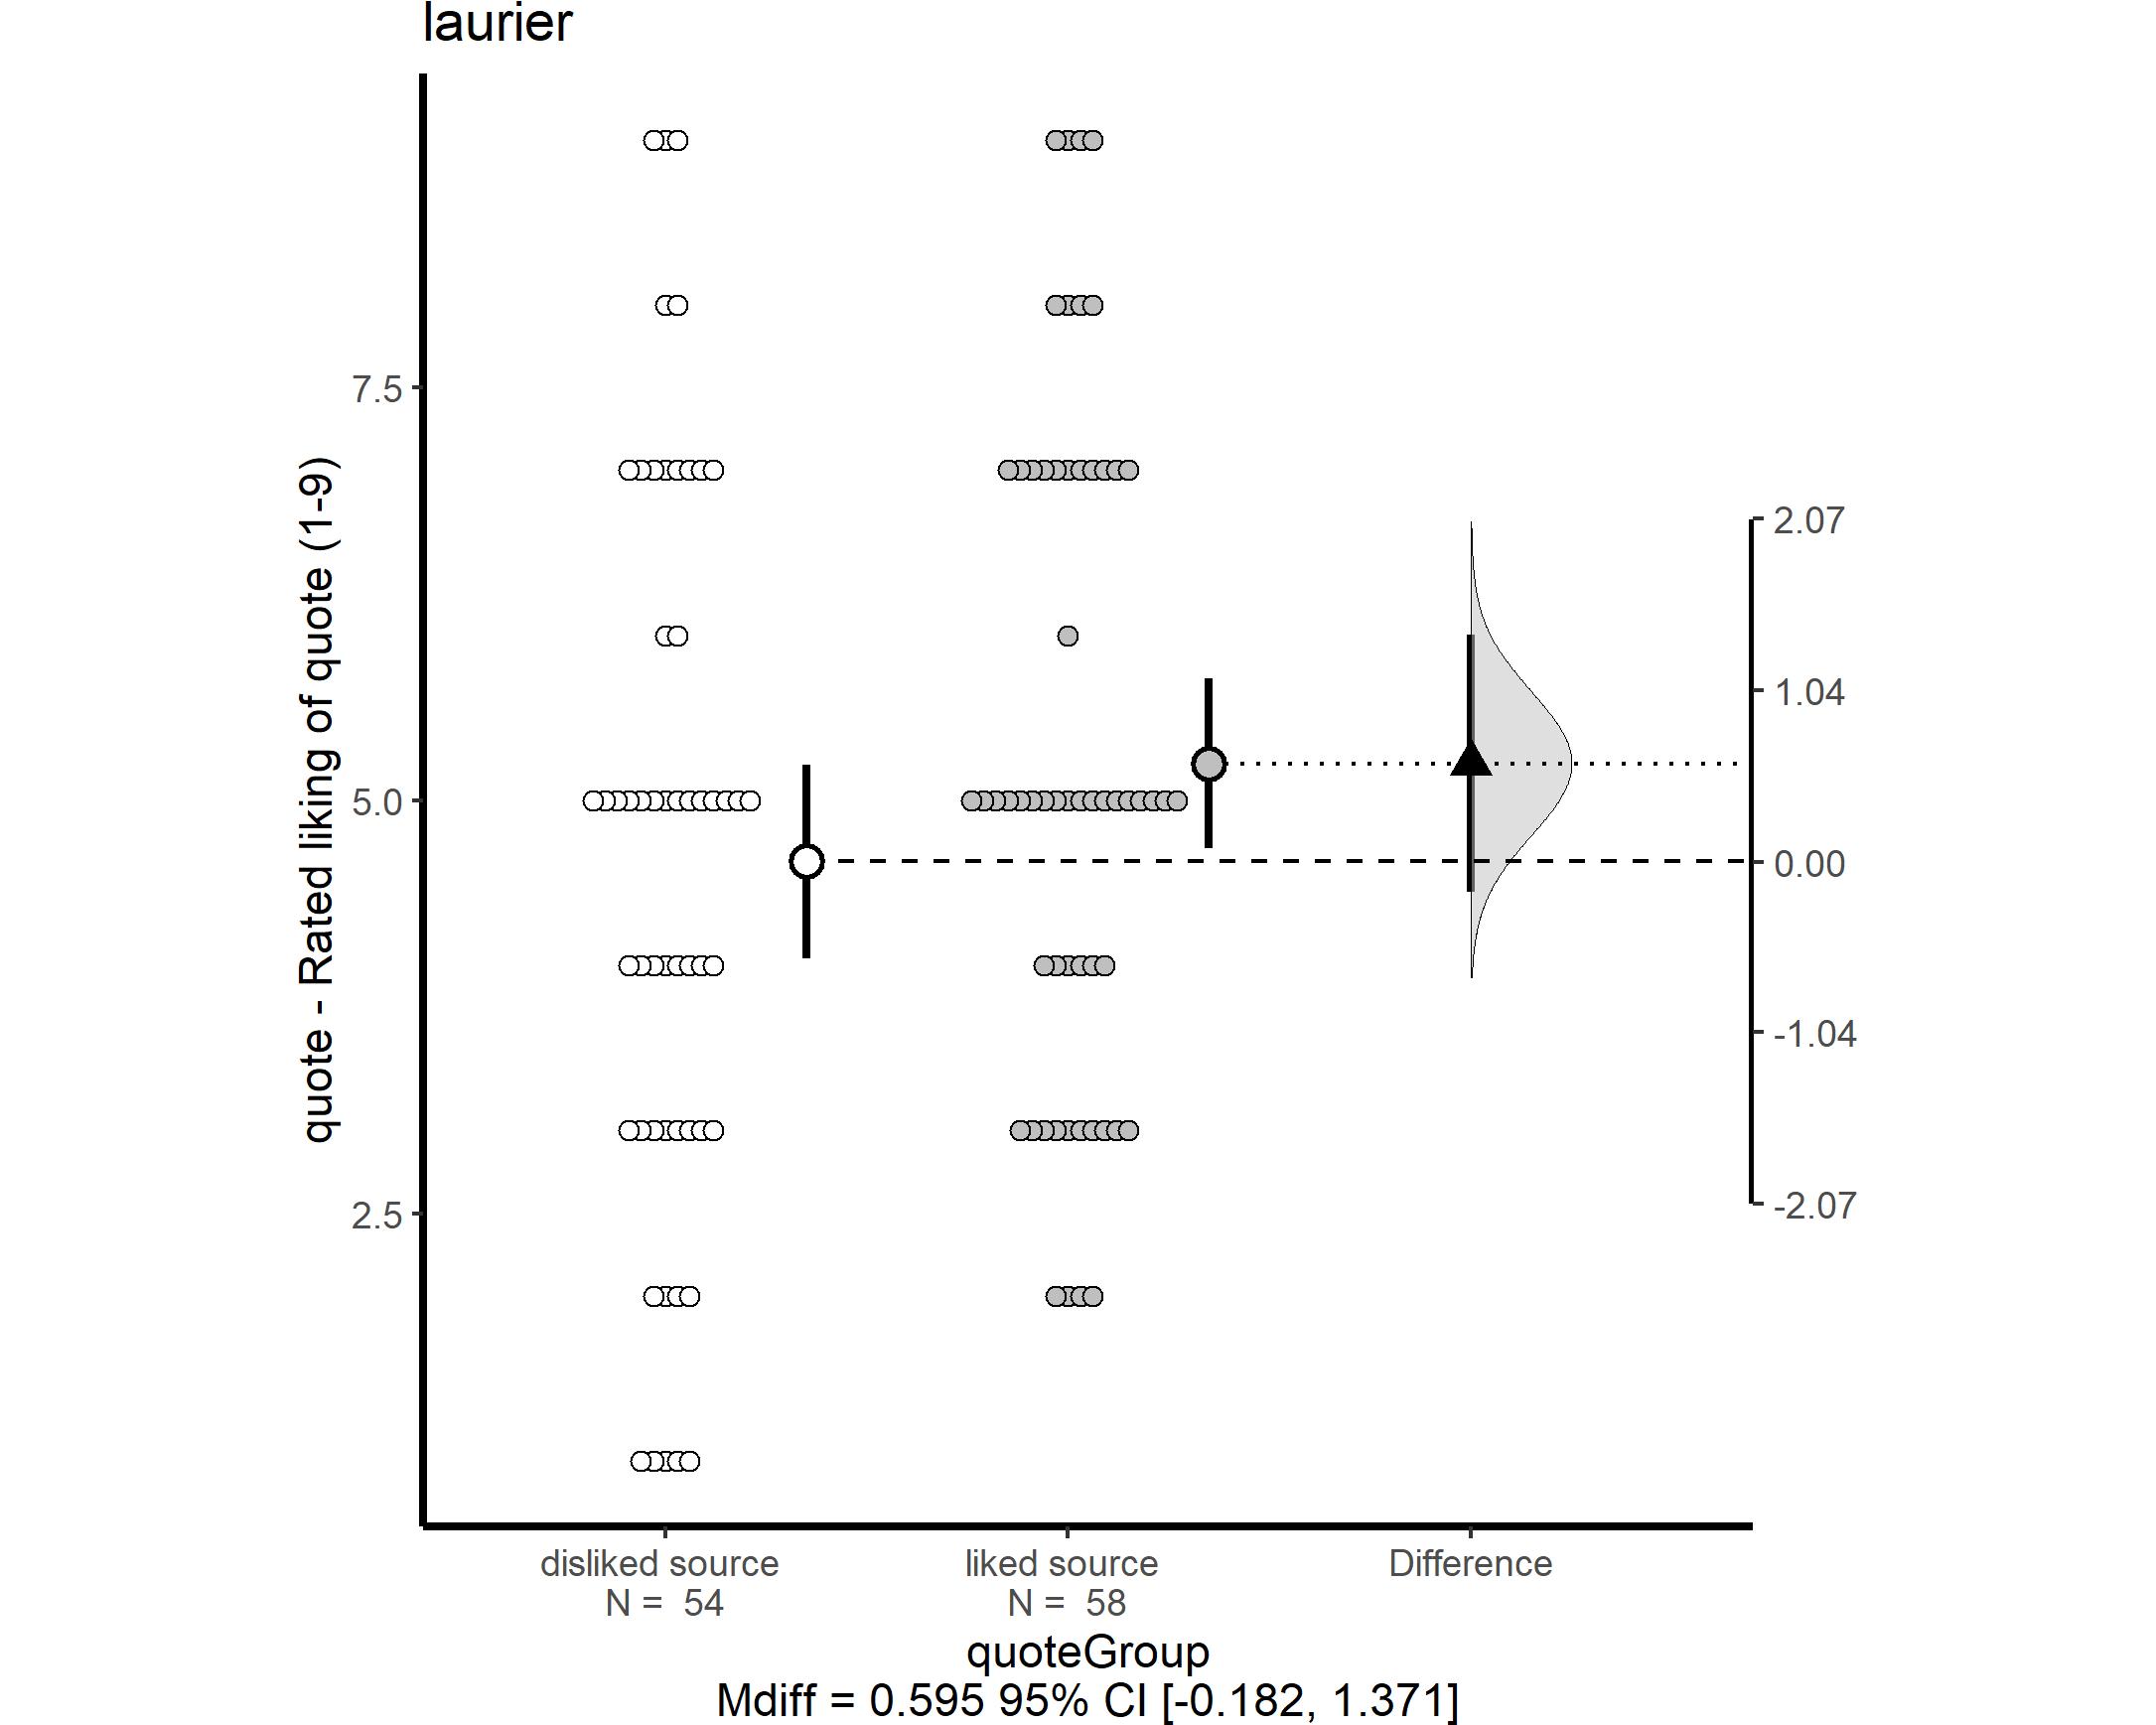 laurier
quote - Rated liking of quote (1-9)
7.5
5.0
2.5
2.07
1.04
0.00
-1.04
-2.07
disliked source
N =  54
liked source
N =  58
Difference
quoteGroup
Mdiff = 0.595 95% CI [-0.182, 1.371]